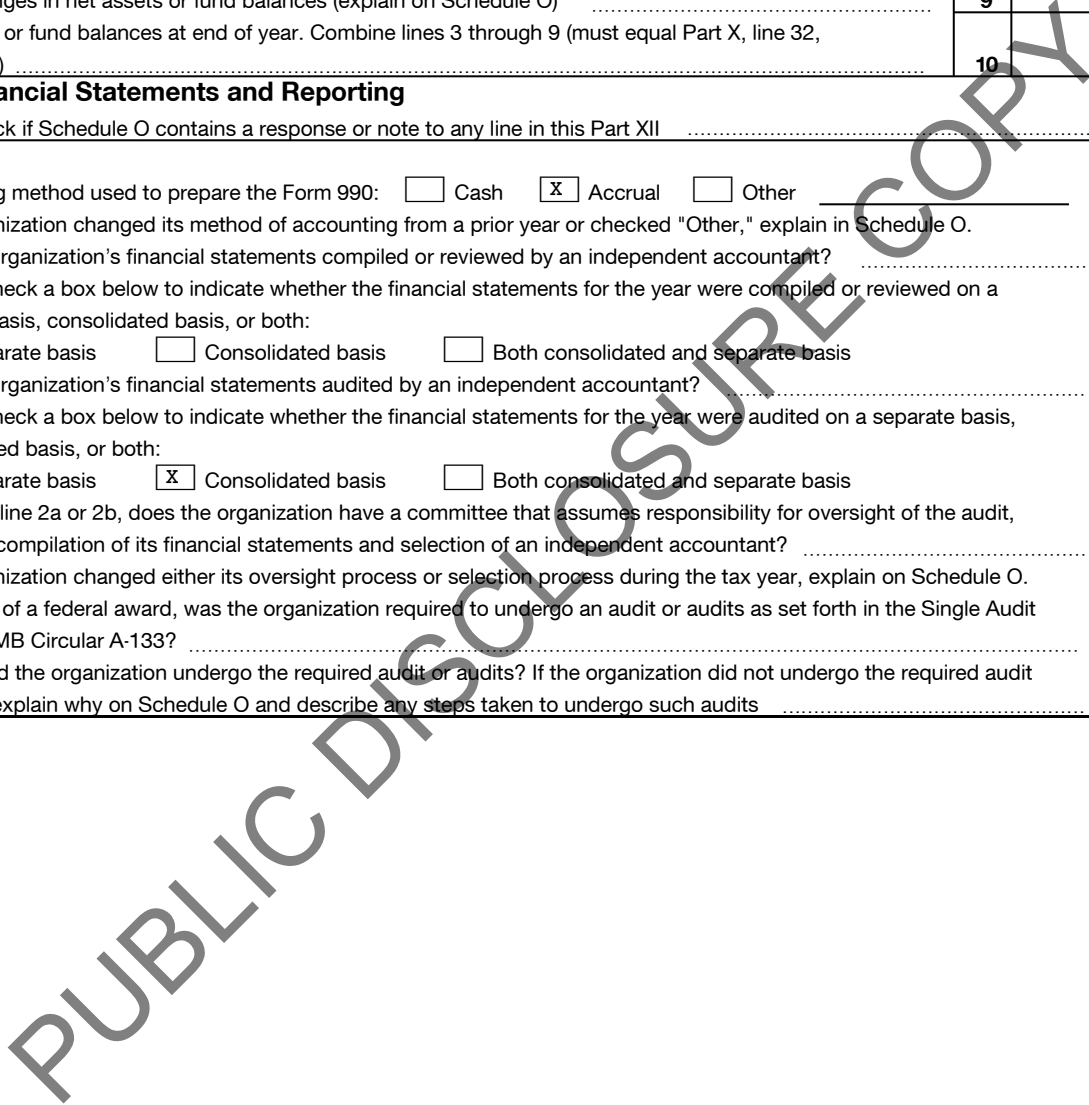 nges in net assets or fund balances (explain on Schedule O) 9
or fund balances at end of year. Combine lines 3 through 9 (must equal Part X, line 32,
) 10
ancial Statements and Reporting
ck if Schedule O contains a response or note to any line in this Part XII
g method used to prepare the Form 990: Cash X Accrual Other
nization changed its method of accounting from a prior year or checked "Other," explain in Schedule O.
rganization's financial statements compiled or reviewed by an independent accountant?
heck a box below to indicate whether the financial statements for the year were compiled or reviewed on a
asis, consolidated basis, or both:
arate basis Consolidated basis Both consolidated and separate basis
rganization's financial statements audited by an independent accountant?
heck a box below to indicate whether the financial statements for the year were audited on a separate basis,
ed basis, or both:
arate basis X Consolidated basis Both consolidated and separate basis
line 2a or 2b, does the organization have a committee that assumes responsibility for oversight of the audit,
compilation of its financial statements and selection of an independent accountant?
nization changed either its oversight process or selection process during the tax year, explain on Schedule O.
of a federal award, was the organization required to undergo an audit or audits as set forth in the Single Audit
MB Circular A-133?
d the organization undergo the required audit or audits? If the organization did not undergo the required audit
explain why on Schedule O and describe any steps taken to undergo such audits
PUBLIC DISCLOSURE COPY